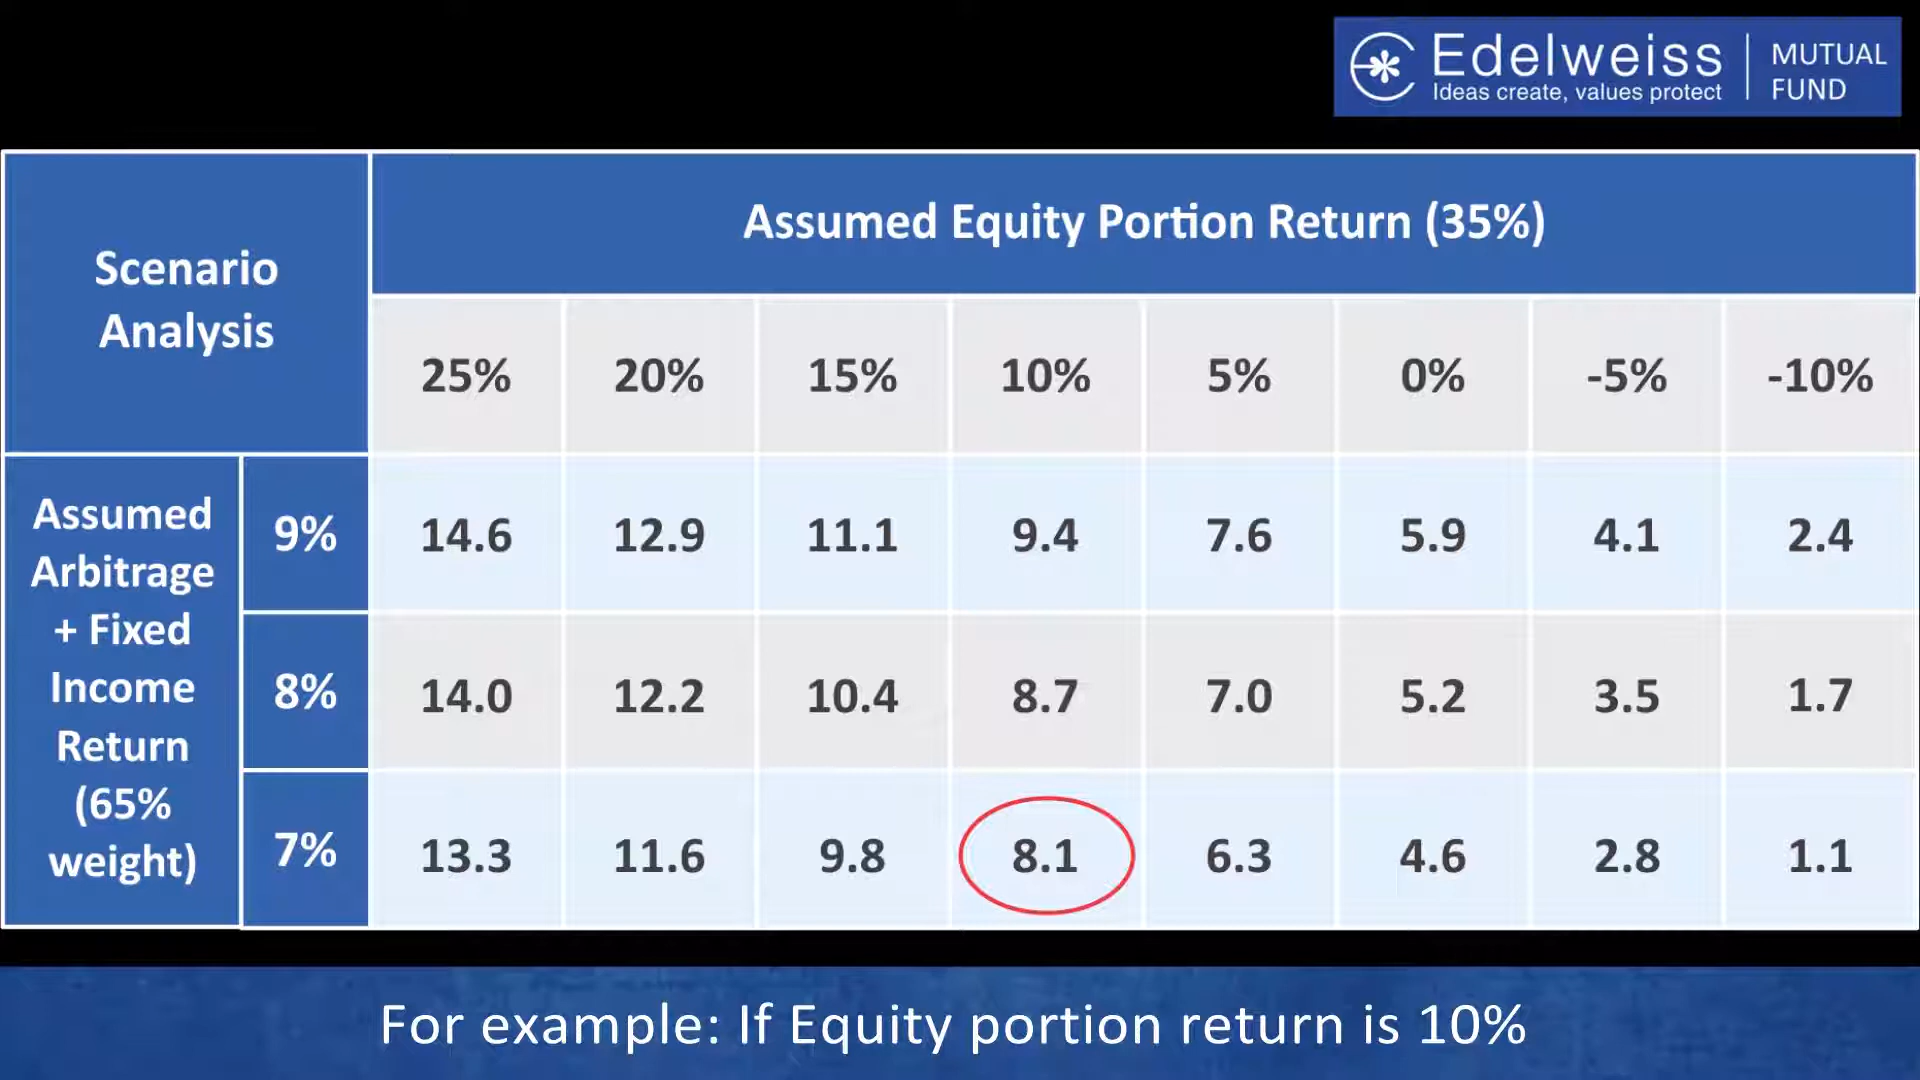 Edelweiss
Ideas create, values protect
MUTUAL
FUND
Scenario
Analysis
Assumed Equity Portion Return (35%)
25% 20% 15% 10% 5% 0% -5% -10%
Assumed
Arbitrage
+ Fixed
Income
Return
(65%
weight)
9% 14.6 12.9 11.1 9.4 7.6 5.9 4.1 2.4
8% 14.0 12.2 10.4 8.7 7.0 5.2 3.5 1.7
7% 13.3 11.6 9.8 8.1 6.3 4.6 2.8 1.1
For example: If Equity portion return is 10%